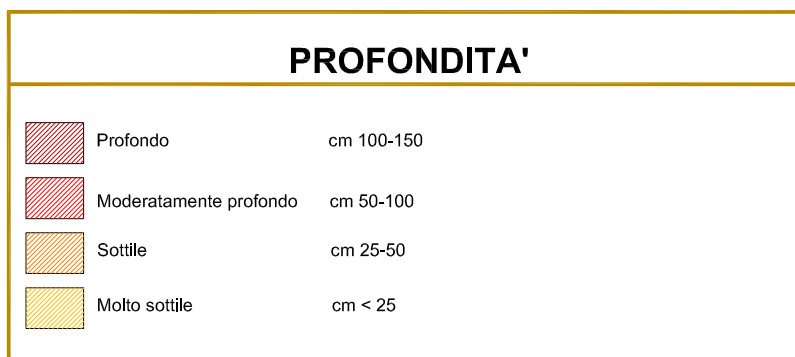 PROFONDITA'
Profondo cm 100-150
Moderatamente profondo cm 50-100
Sottile cm 25-50
Molto sottile cm < 25